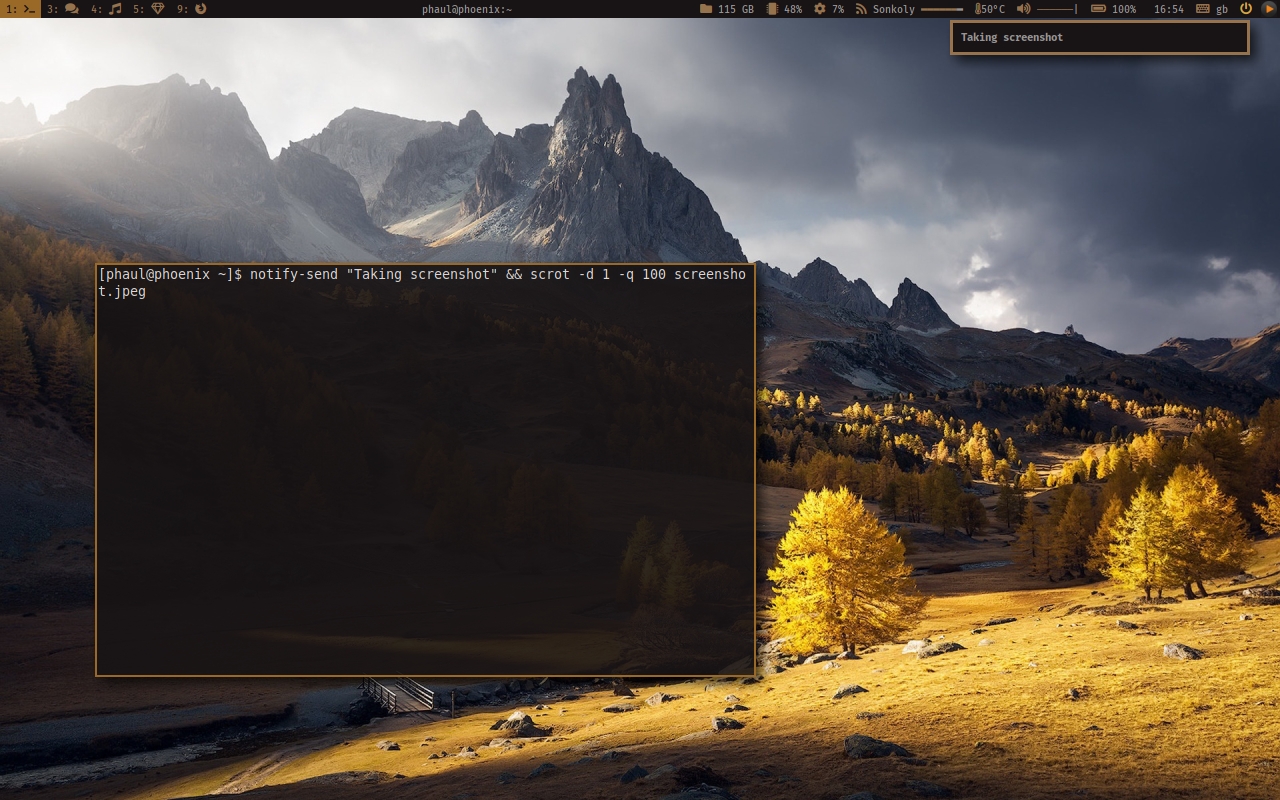 1: 3: 4: 5: 9: phaul@phoenix:~ 115 GB 48% 7% Sonkoly 50°C 100% 16:54 gb
Taking screenshot
[phaul@phoenix ~]$ notify-send "Taking screenshot" && scrot -d 1 -q 100 screensho
t.jpeg